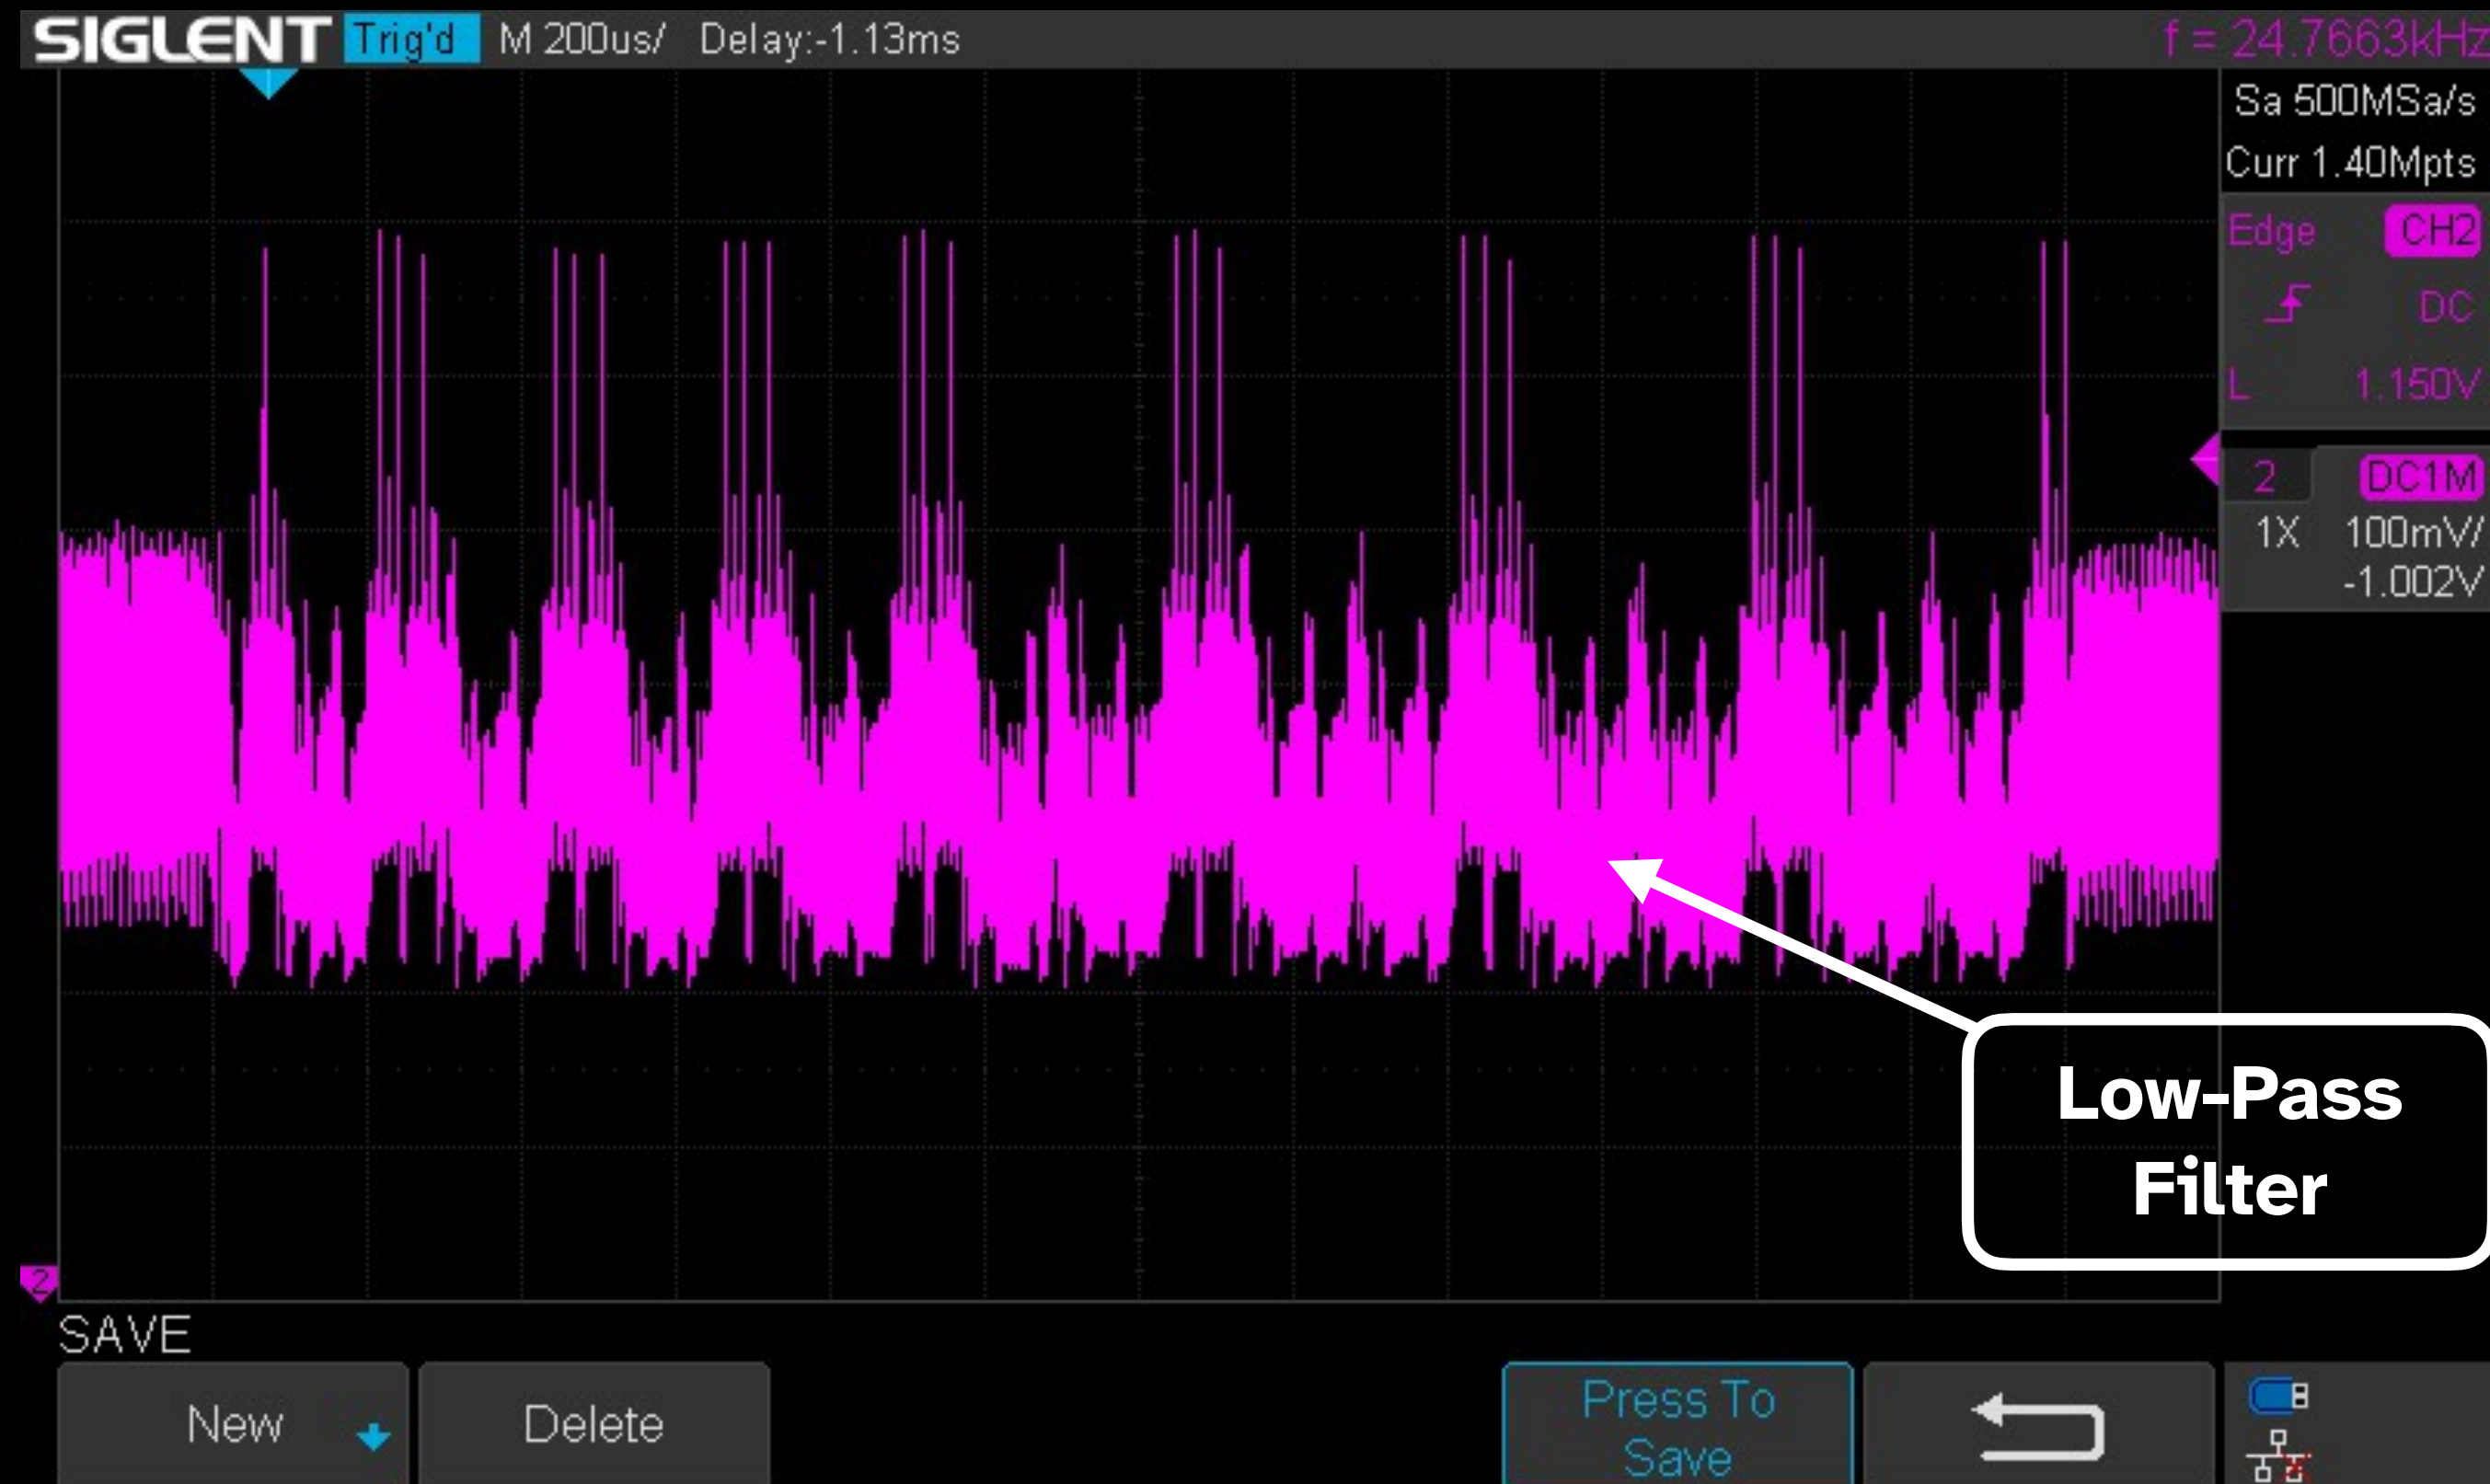 SIGLENT Trig'd M 200us/ Delay:-1.13ms f = 24.7663kHz
Sa 500MSa/s
Curr 1.40Mpts
Edge CH2
DC
L 1.150V
2 DC1M
1X 100mV/
-1.002V
Low-Pass
Filter
2
SAVE
New Delete Press To
Save